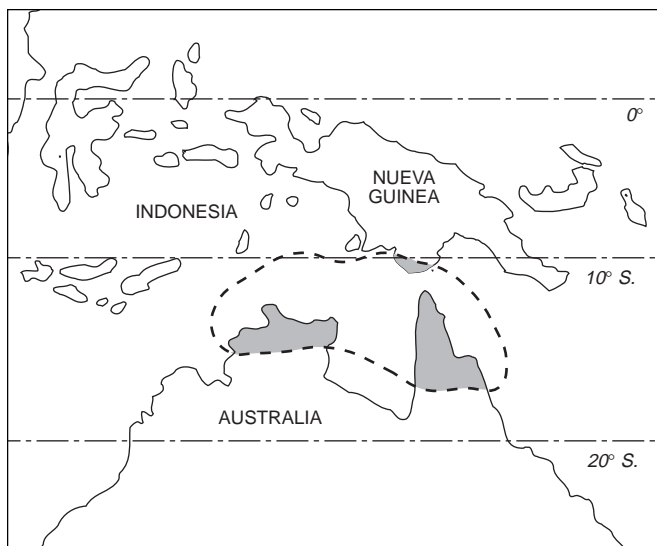 0°
NUEVA
GUINEA
INDONESIA
10° S.
AUSTRALIA
20° S.